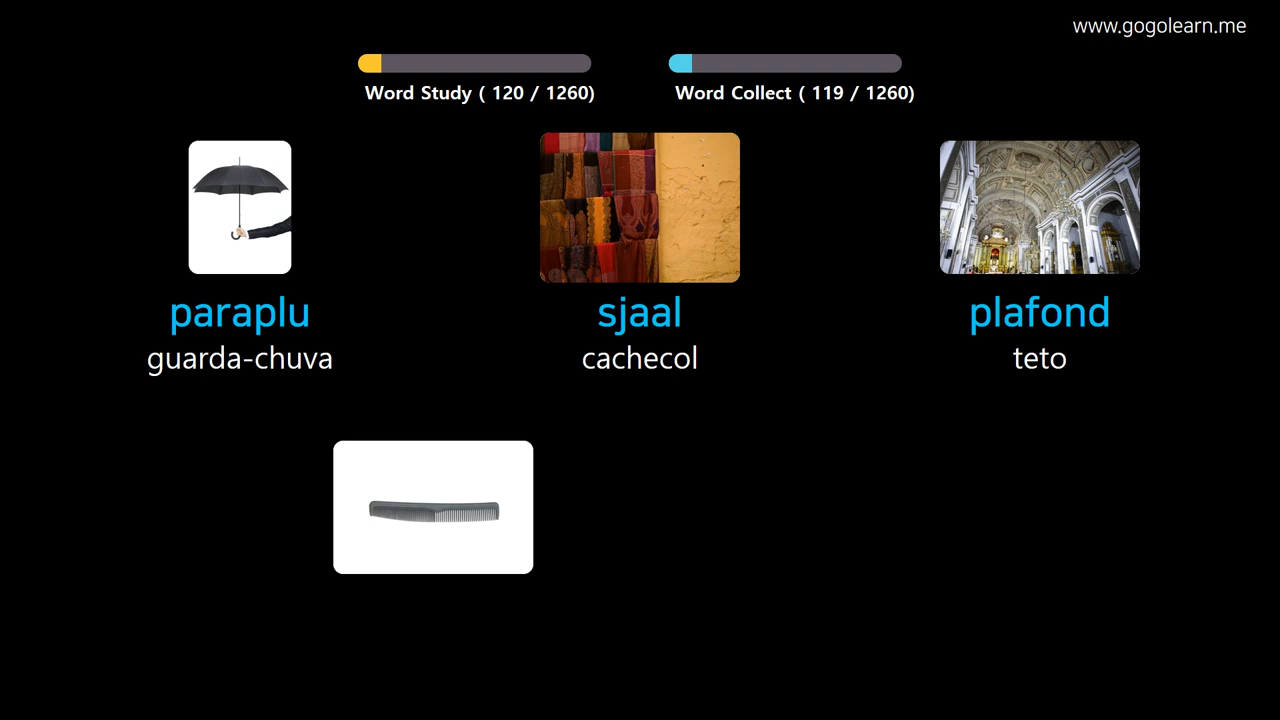 www.gogolearn.me
Word Study ( 120 / 1260)
Word Collect ( 119 / 1260)
paraplu
guarda-chuva
sjaal
cachecol
plafond
teto